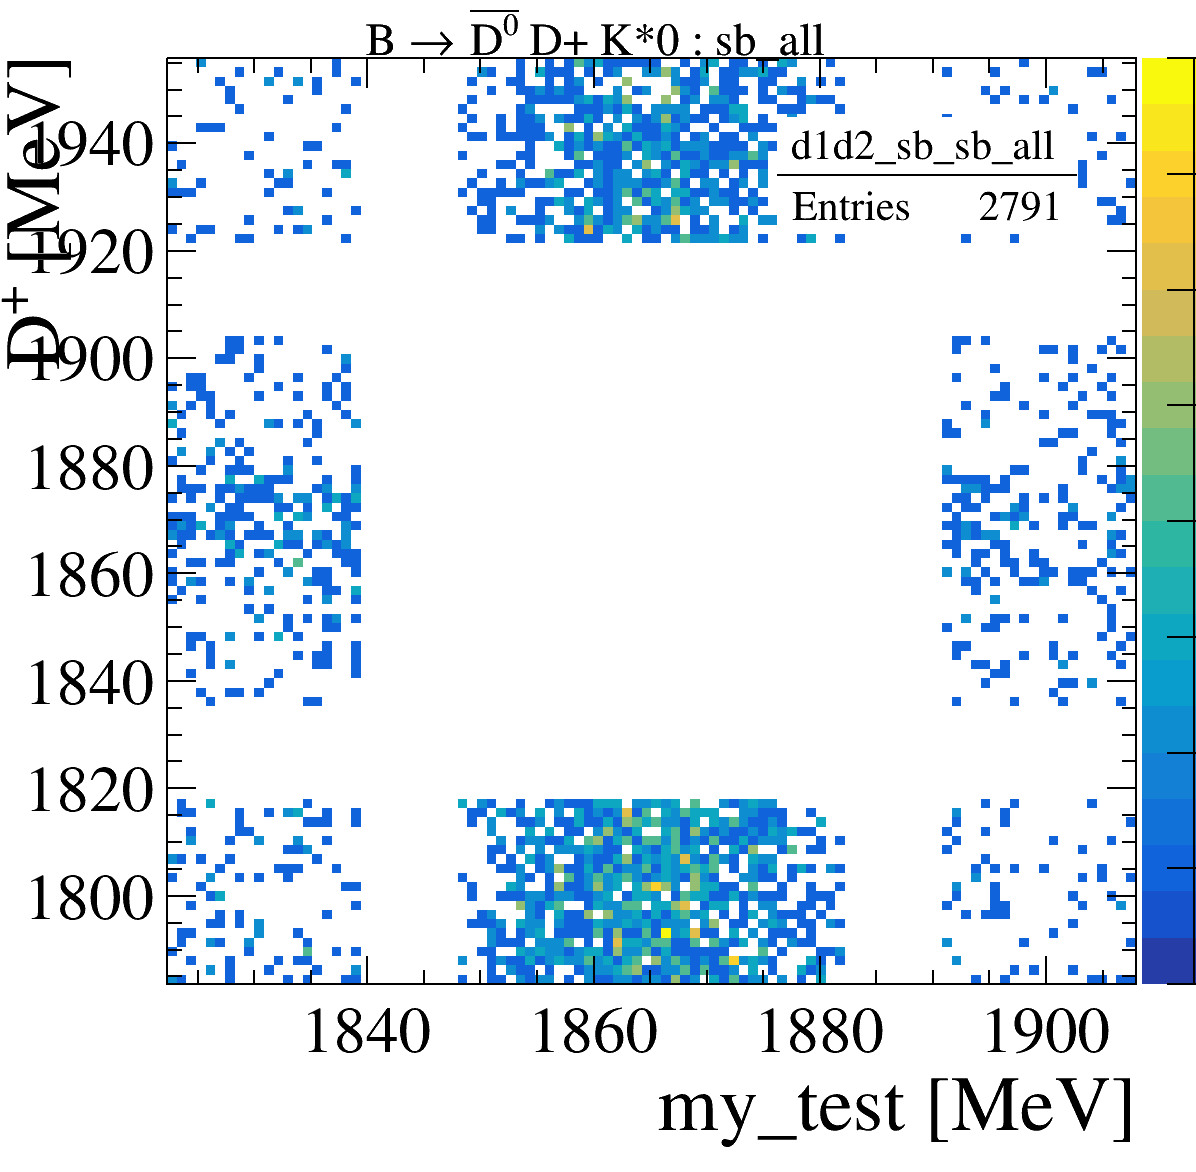 B → D⁰ D+ K*0 : sb_all
D⁺ [MeV]
1940
1920
1900
1880
1860
1840
1820
1800
d1d2_sb_sb_all
Entries 2791
1840 1860 1880 1900
my_test [MeV]